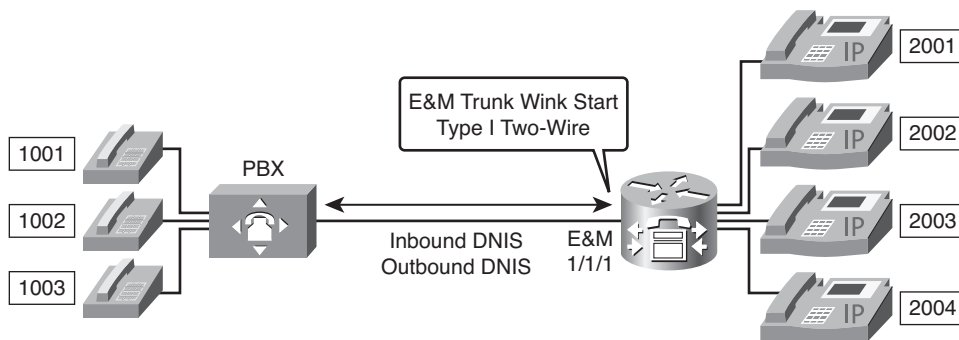 E&M Trunk Wink Start
Type I Two-Wire
1001
1002
1003
PBX
Inbound DNIS
Outbound DNIS
E&M
1/1/1
IP
2001
IP
2002
IP
2003
IP
2004